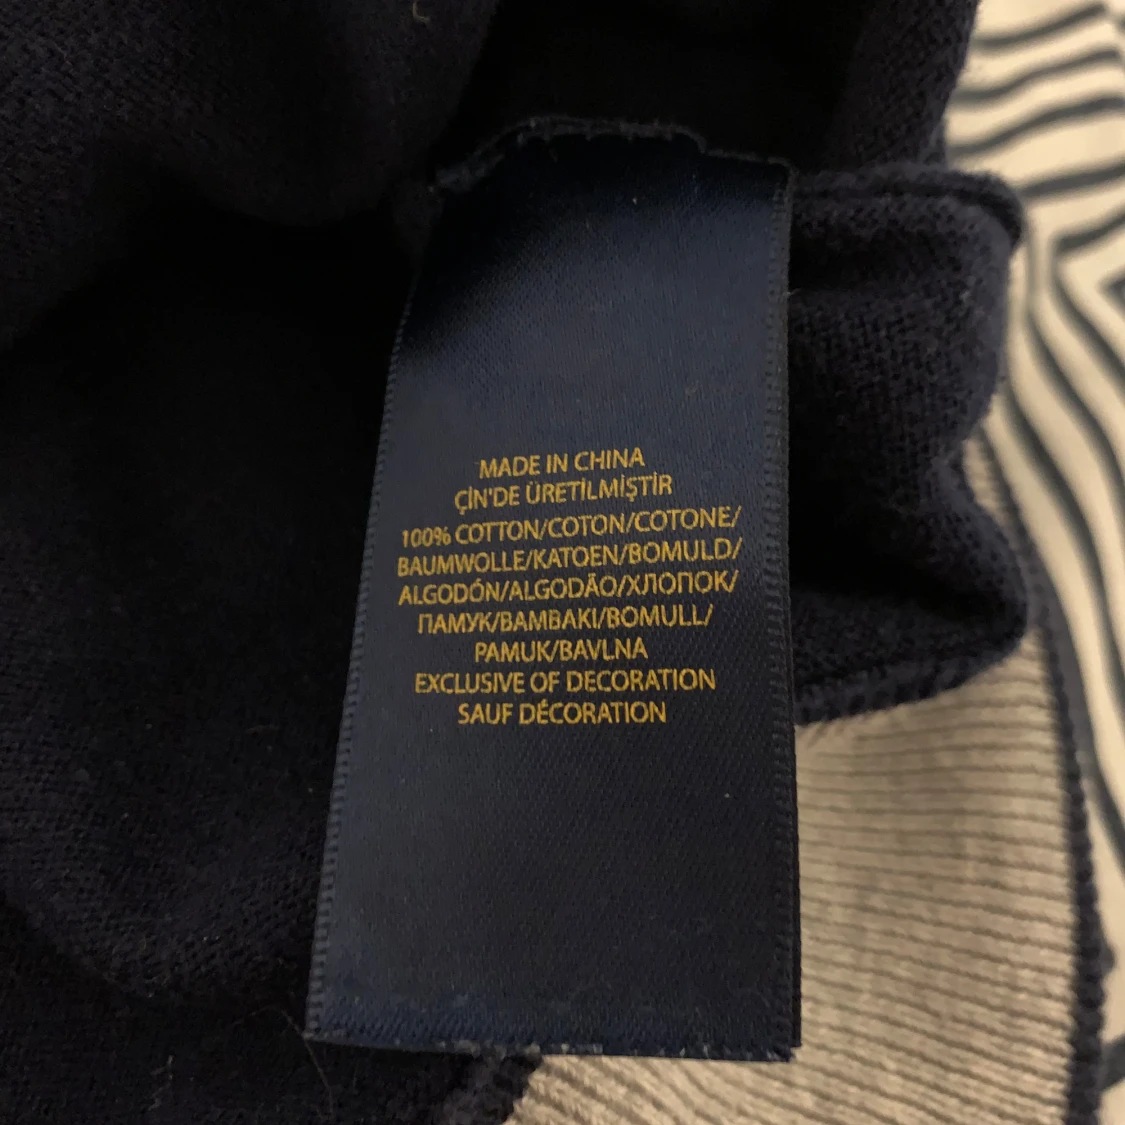 MADE IN CHINA
ÇİN'DE ÜRETİLMİŞTİR
100% COTTON/COTON/COTONE/
BAUMWOLLE/KATOEN/BOMULD/
ALGODÓN/ALGODÃO/ХЛОПОК/
ПАМУК/BAMBAKI/BOMULL/
PAMUK/BAVLNA
EXCLUSIVE OF DECORATION
SAUF DÉCORATION